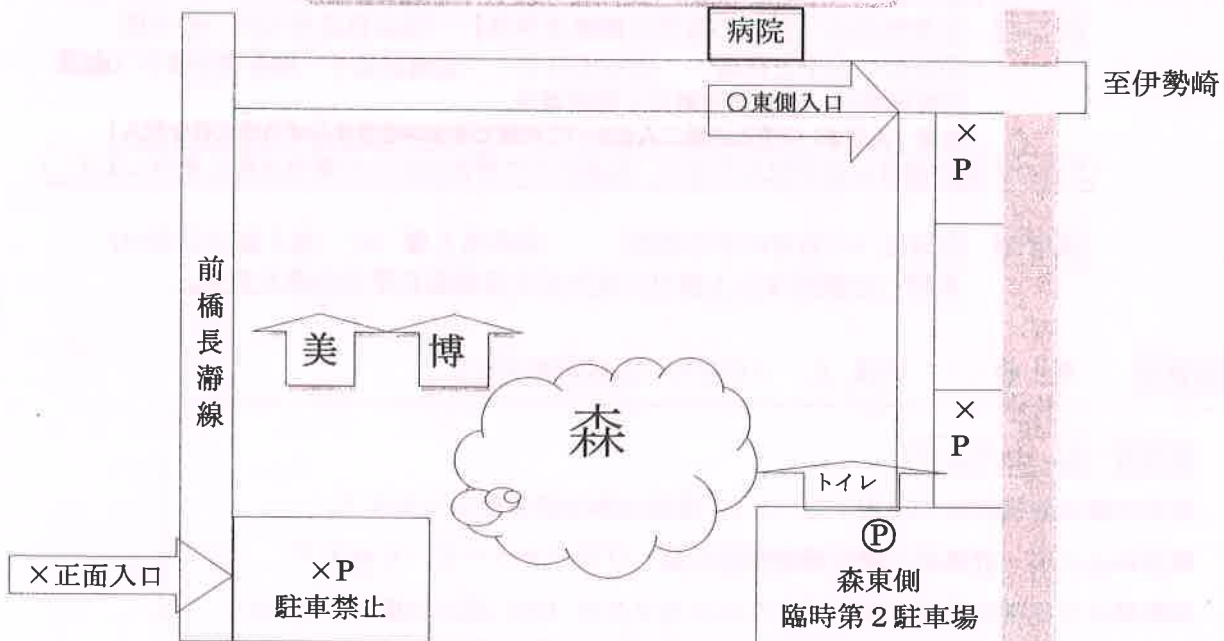 病院
至伊勢崎
○東側入口
×
P
前橋長瀞線
美
博
森
×
P
トイレ
Ⓟ
森東側
臨時第2駐車場
×正面入口
×P
駐車禁止